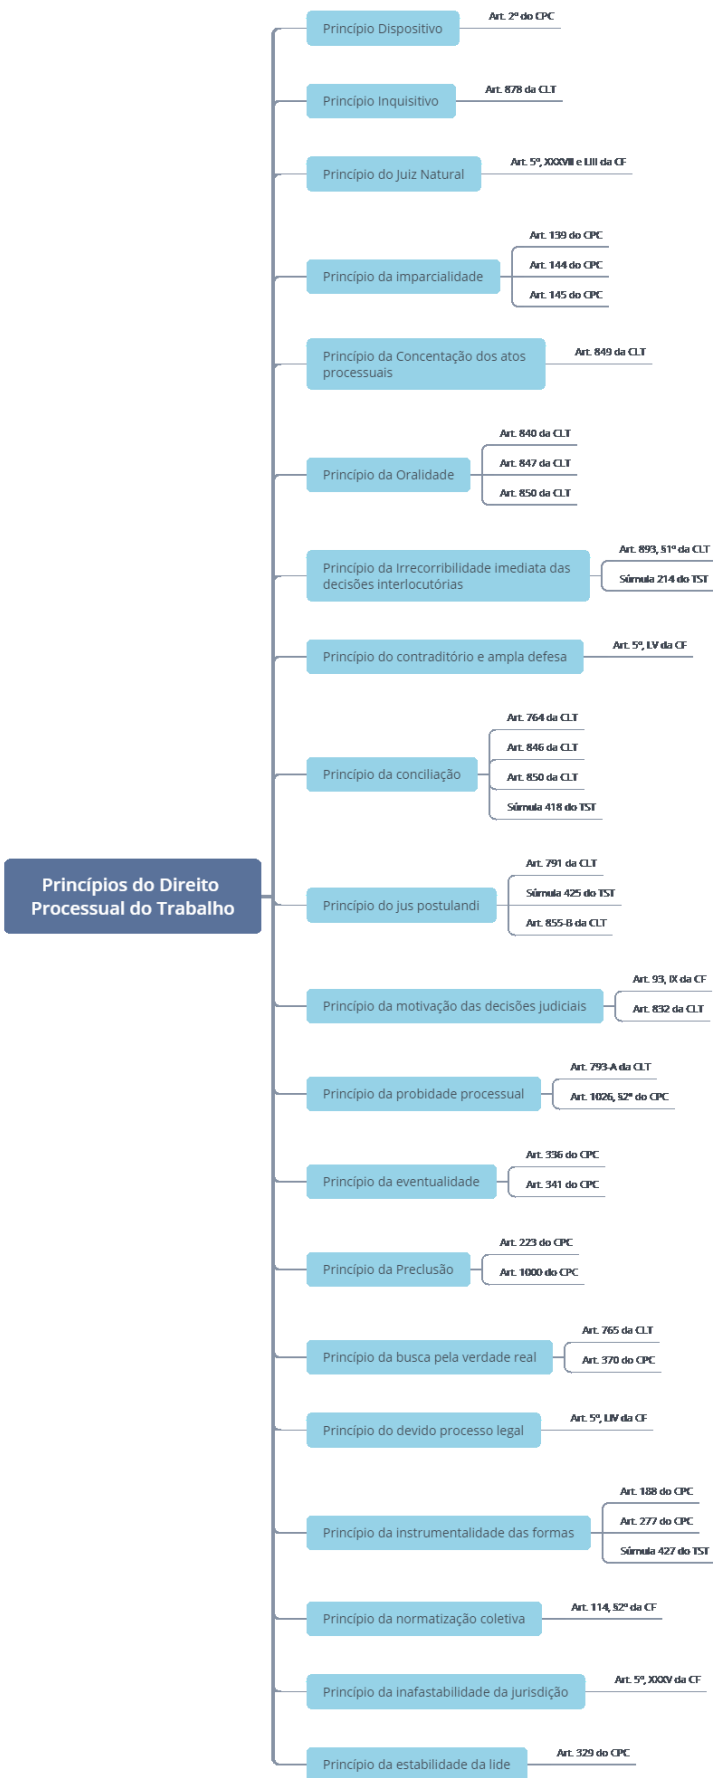 Princípios do Direito
Processual do Trabalho
Princípio Dispositivo
Art. 2º do CPC
Princípio Inquisitivo
Art. 878 da CLT
Princípio do Juiz Natural
Art. 5º, XXXVII e LIII da CF
Princípio da imparcialidade
Art. 139 do CPC
Art. 144 do CPC
Art. 145 do CPC
Princípio da Concentação dos atos
processuais
Art. 849 da CLT
Princípio da Oralidade
Art. 840 da CLT
Art. 847 da CLT
Art. 850 da CLT
Princípio da Irrecorribilidade imediata das
decisões interlocutórias
Art. 893, §1º da CLT
Súmula 214 do TST
Princípio do contraditório e ampla defesa
Art. 5º, LV da CF
Princípio da conciliação
Art. 764 da CLT
Art. 846 da CLT
Art. 850 da CLT
Súmula 418 do TST
Princípio do jus postulandi
Art. 791 da CLT
Súmula 425 do TST
Art. 855-B da CLT
Princípio da motivação das decisões judiciais
Art. 93, IX da CF
Art. 832 da CLT
Princípio da probidade processual
Art. 793-A da CLT
Art. 1026, §2º do CPC
Princípio da eventualidade
Art. 336 do CPC
Art. 341 do CPC
Princípio da Preclusão
Art. 223 do CPC
Art. 1000 do CPC
Princípio da busca pela verdade real
Art. 765 da CLT
Art. 370 do CPC
Princípio do devido processo legal
Art. 5º, LIV da CF
Princípio da instrumentalidade das formas
Art. 188 do CPC
Art. 277 do CPC
Súmula 427 do TST
Princípio da normatização coletiva
Art. 114, §2º da CF
Princípio da inafastabilidade da jurisdição
Art. 5º, XXXV da CF
Princípio da estabilidade da lide
Art. 329 do CPC